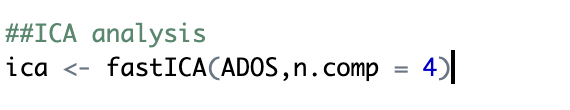 ##ICA analysis
ica <- fastICA(ADOS,n.comp = 4)